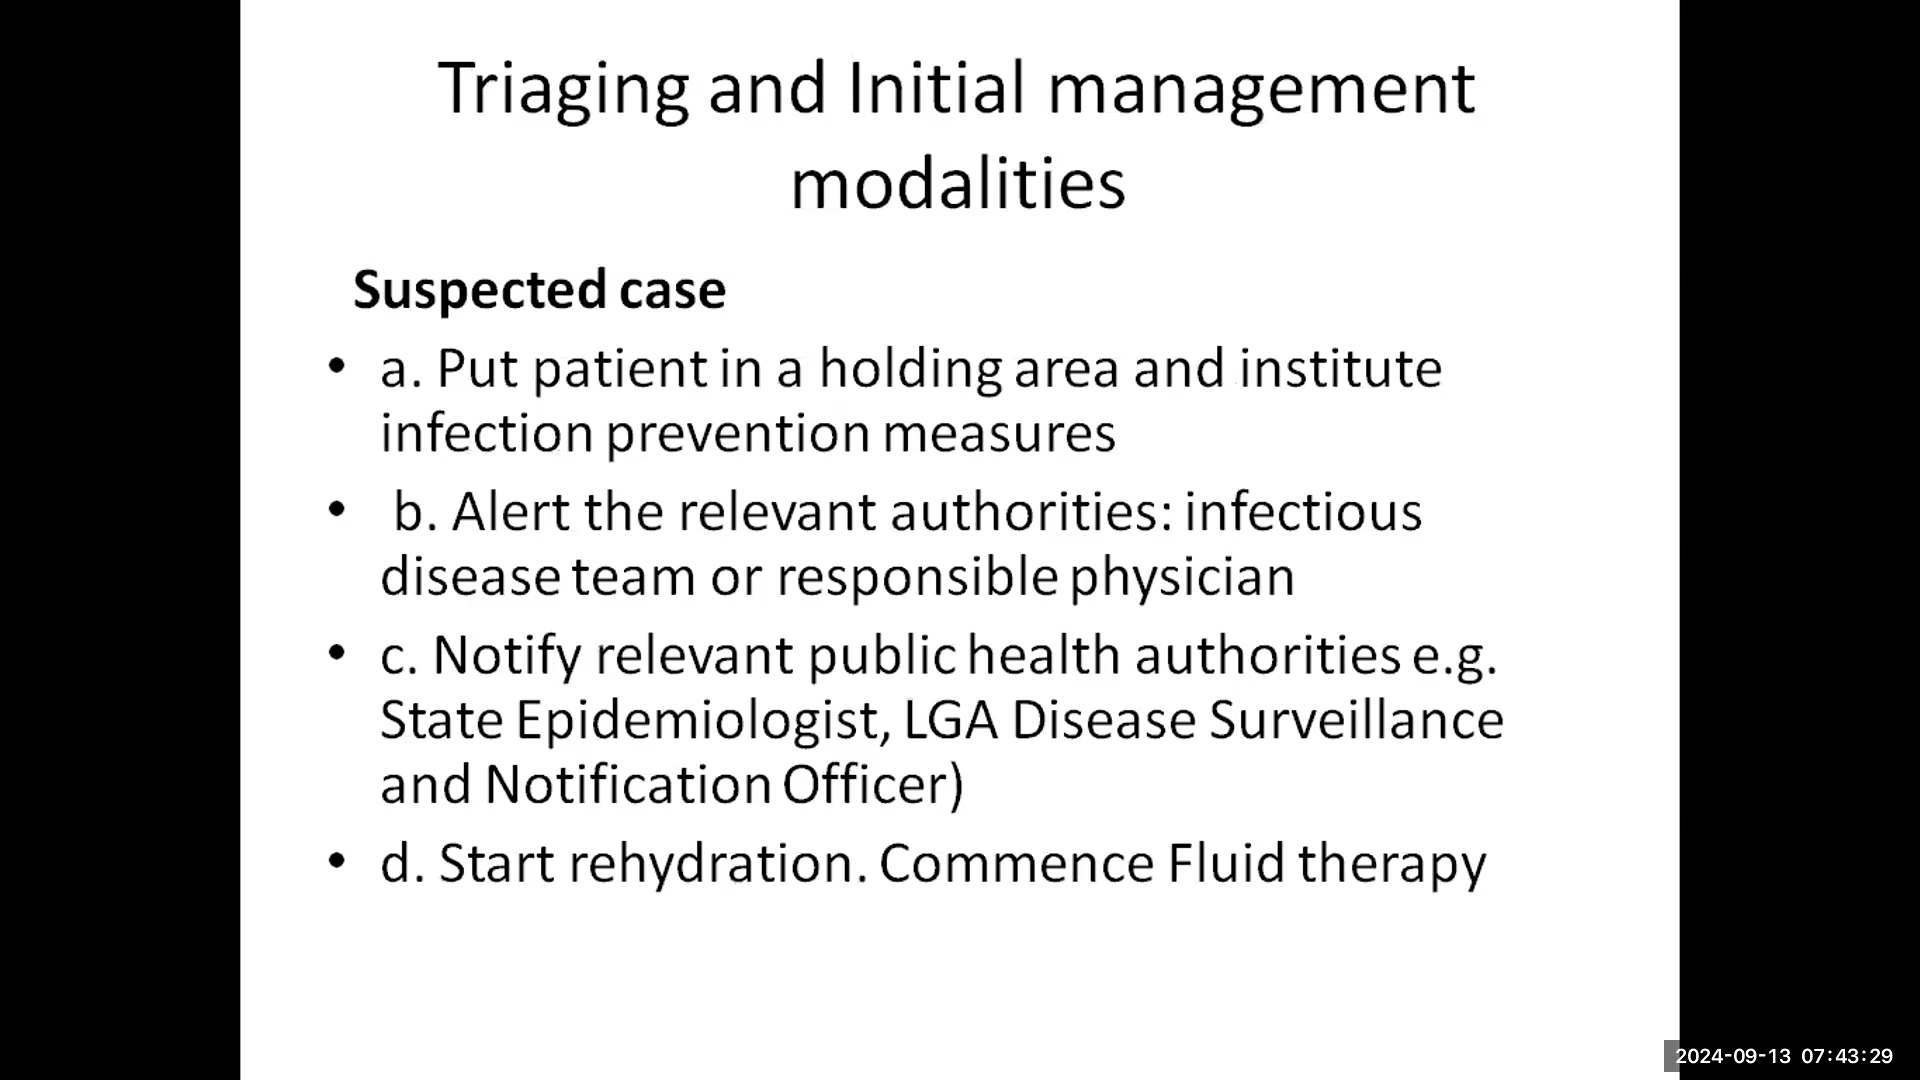 Triaging and Initial management
modalities
Suspected case
• a. Put patient in a holding area and institute
infection prevention measures
• b. Alert the relevant authorities: infectious
disease team or responsible physician
• c. Notify relevant public health authorities e.g.
State Epidemiologist, LGA Disease Surveillance
and Notification Officer)
• d. Start rehydration. Commence Fluid therapy
2024-09-13 07:43:29